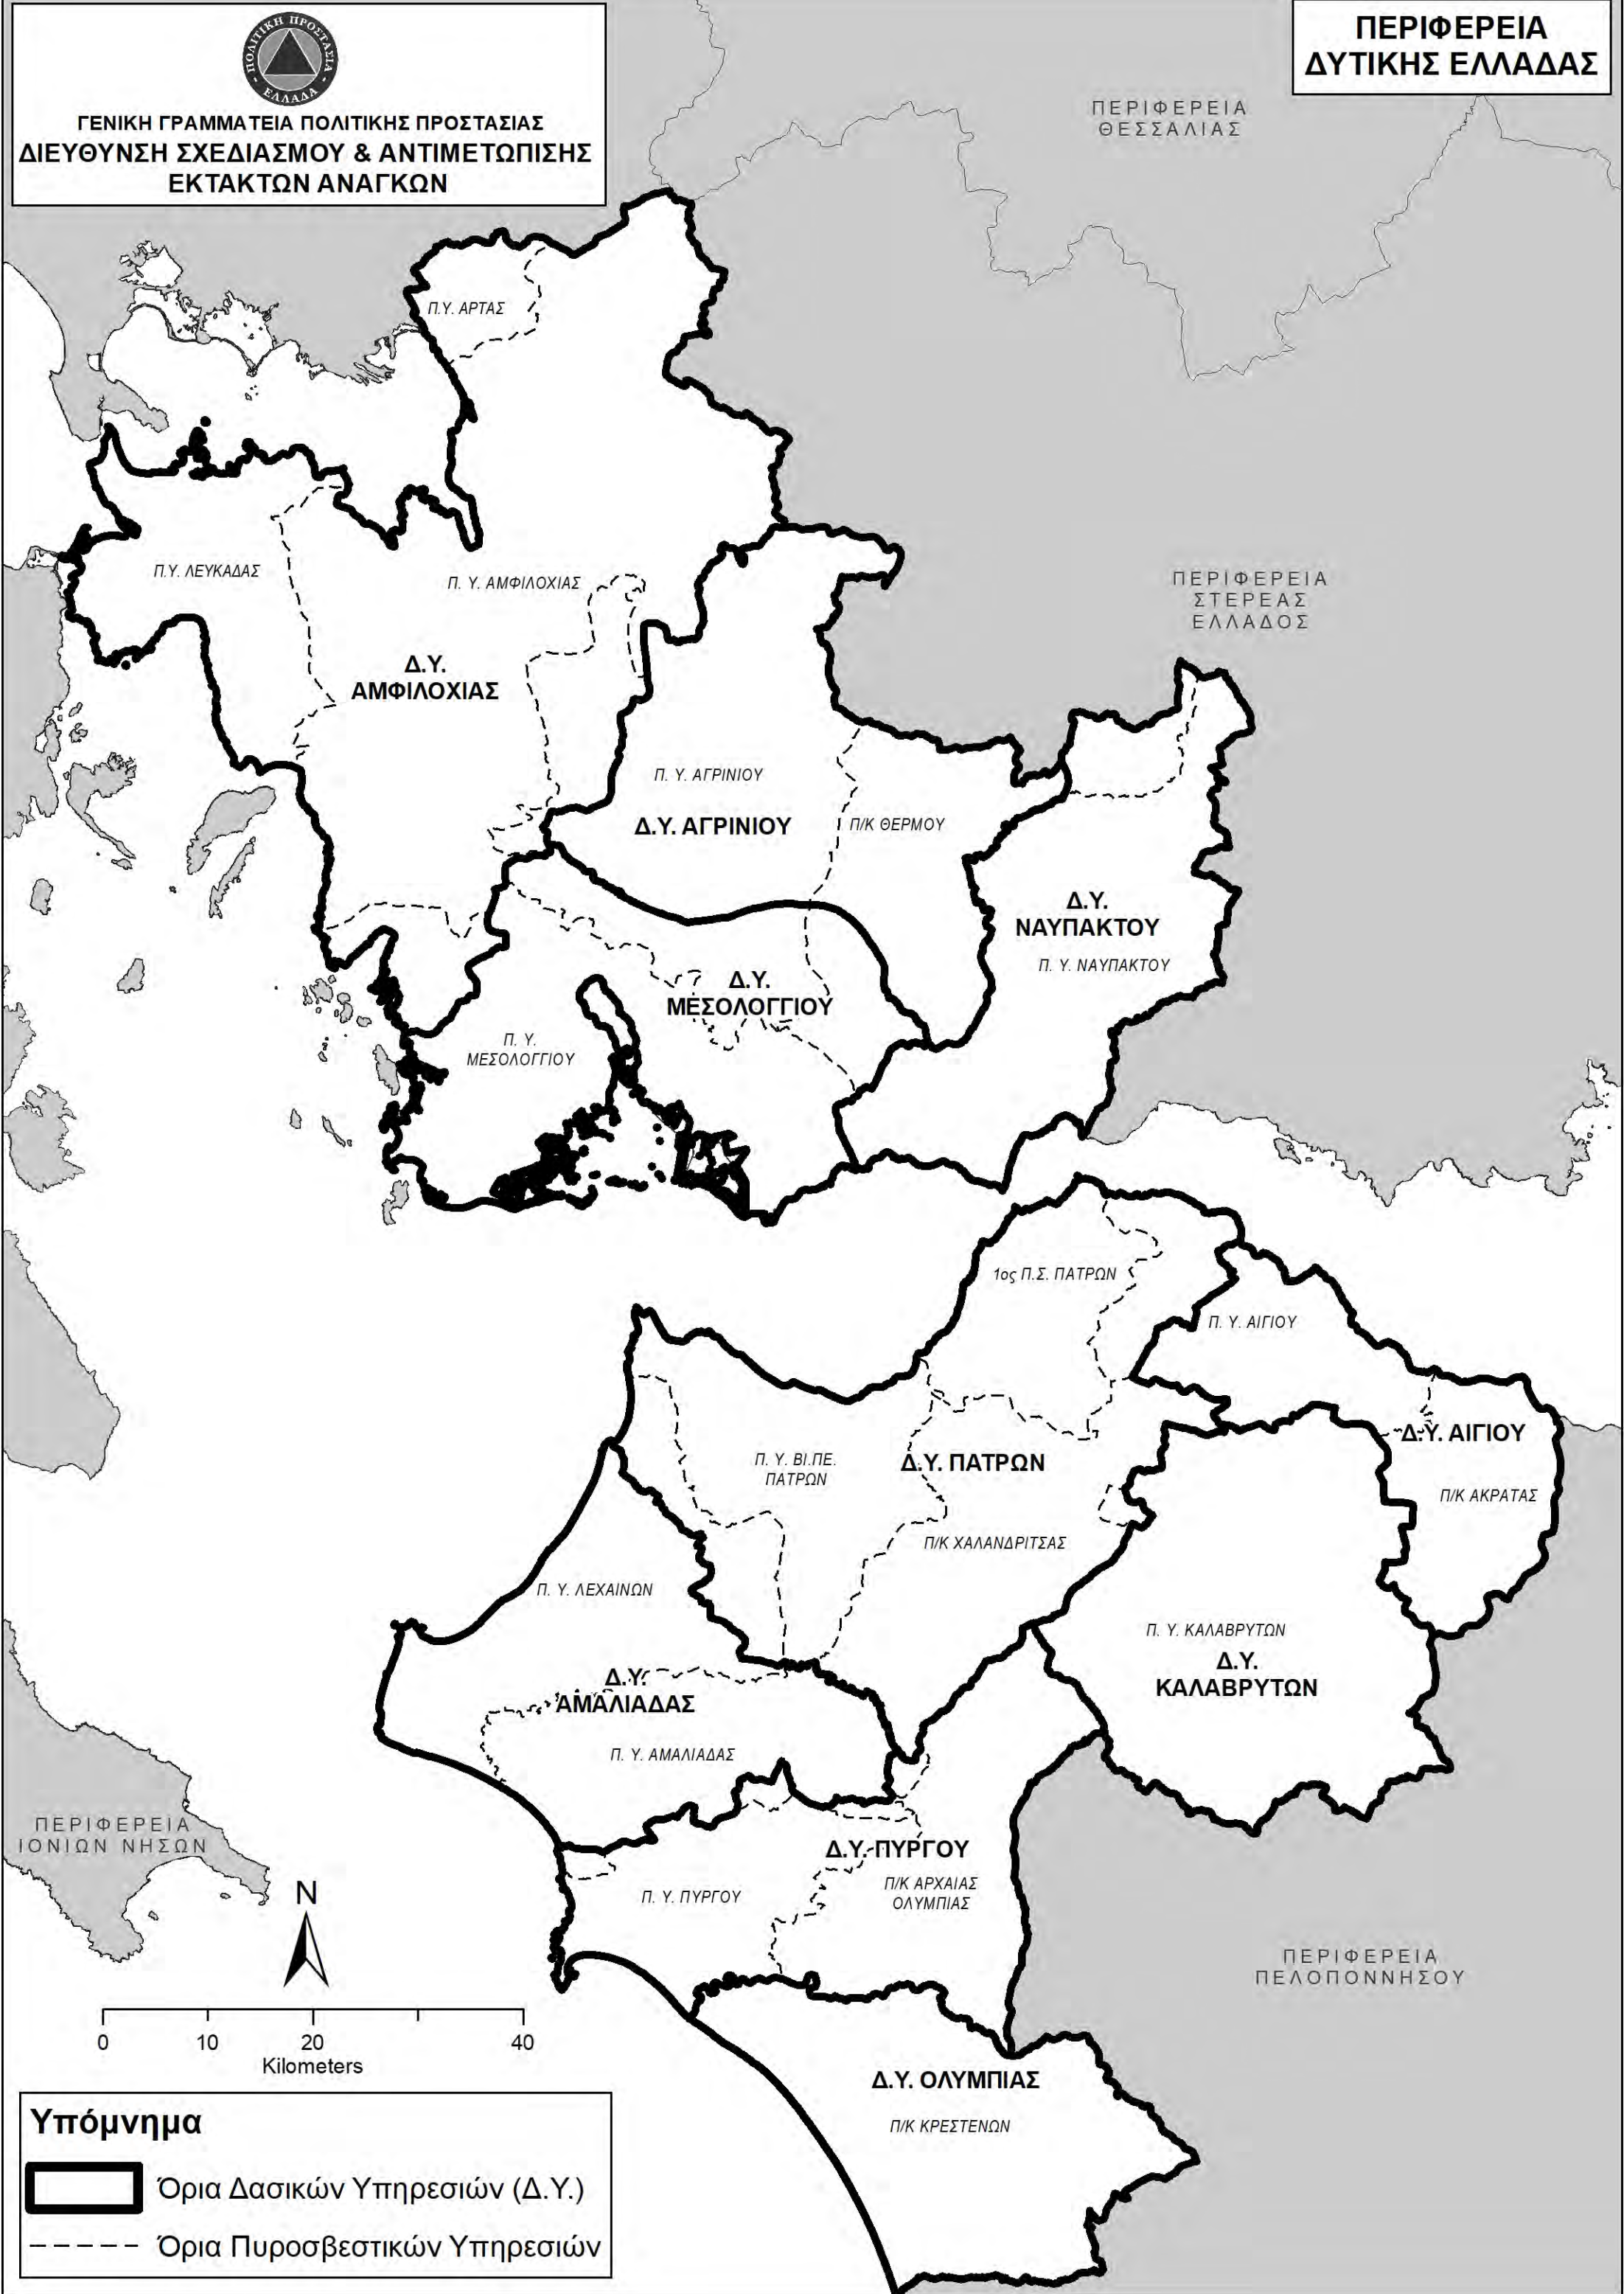 ΠΟΛΙΤΙΚΗ ΠΡΟΣΤΑΣΙΑ
ΕΛΛΑΔΑ
ΓΕΝΙΚΗ ΓΡΑΜΜΑΤΕΙΑ ΠΟΛΙΤΙΚΗΣ ΠΡΟΣΤΑΣΙΑΣ
ΔΙΕΥΘΥΝΣΗ ΣΧΕΔΙΑΣΜΟΥ & ΑΝΤΙΜΕΤΩΠΙΣΗΣ
ΕΚΤΑΚΤΩΝ ΑΝΑΓΚΩΝ
ΠΕΡΙΦΕΡΕΙΑ
ΔΥΤΙΚΗΣ ΕΛΛΑΔΑΣ
ΠΕΡΙΦΕΡΕΙΑ
ΘΕΣΣΑΛΙΑΣ
Π.Υ. ΑΡΤΑΣ
Π.Υ. ΛΕΥΚΑΔΑΣ
Π. Υ. ΑΜΦΙΛΟΧΙΑΣ
ΠΕΡΙΦΕΡΕΙΑ
ΣΤΕΡΕΑΣ
ΕΛΛΑΔΟΣ
Δ.Υ.
ΑΜΦΙΛΟΧΙΑΣ
Π. Υ. ΑΓΡΙΝΙΟΥ
Δ.Υ. ΑΓΡΙΝΙΟΥ
Π/Κ ΘΕΡΜΟΥ
Δ.Υ.
ΝΑΥΠΑΚΤΟΥ
Π. Υ. ΝΑΥΠΑΚΤΟΥ
Δ.Υ.
ΜΕΣΟΛΟΓΓΙΟΥ
Π. Υ.
ΜΕΣΟΛΟΓΓΙΟΥ
1ος Π.Σ. ΠΑΤΡΩΝ
Π. Υ. ΑΙΓΙΟΥ
Δ.Υ. ΑΙΓΙΟΥ
Π. Υ. ΒΙ.ΠΕ.
ΠΑΤΡΩΝ
Δ.Υ. ΠΑΤΡΩΝ
Π/Κ ΑΚΡΑΤΑΣ
Π/Κ ΧΑΛΑΝΔΡΙΤΣΑΣ
Π. Υ. ΛΕΧΑΙΝΩΝ
Π. Υ. ΚΑΛΑΒΡΥΤΩΝ
Δ.Υ.
ΚΑΛΑΒΡΥΤΩΝ
Δ.Υ.
ΑΜΑΛΙΑΔΑΣ
Π. Υ. ΑΜΑΛΙΑΔΑΣ
ΠΕΡΙΦΕΡΕΙΑ
ΙΟΝΙΩΝ ΝΗΣΩΝ
Δ.Υ. ΠΥΡΓΟΥ
Π/Κ ΑΡΧΑΙΑΣ
ΟΛΥΜΠΙΑΣ
Π. Υ. ΠΥΡΓΟΥ
N
ΠΕΡΙΦΕΡΕΙΑ
ΠΕΛΟΠΟΝΝΗΣΟΥ
0 10 20 40
Kilometers
Δ.Υ. ΟΛΥΜΠΙΑΣ
Π/Κ ΚΡΕΣΤΕΝΩΝ
Υπόμνημα
Όρια Δασικών Υπηρεσιών (Δ.Υ.)
Όρια Πυροσβεστικών Υπηρεσιών